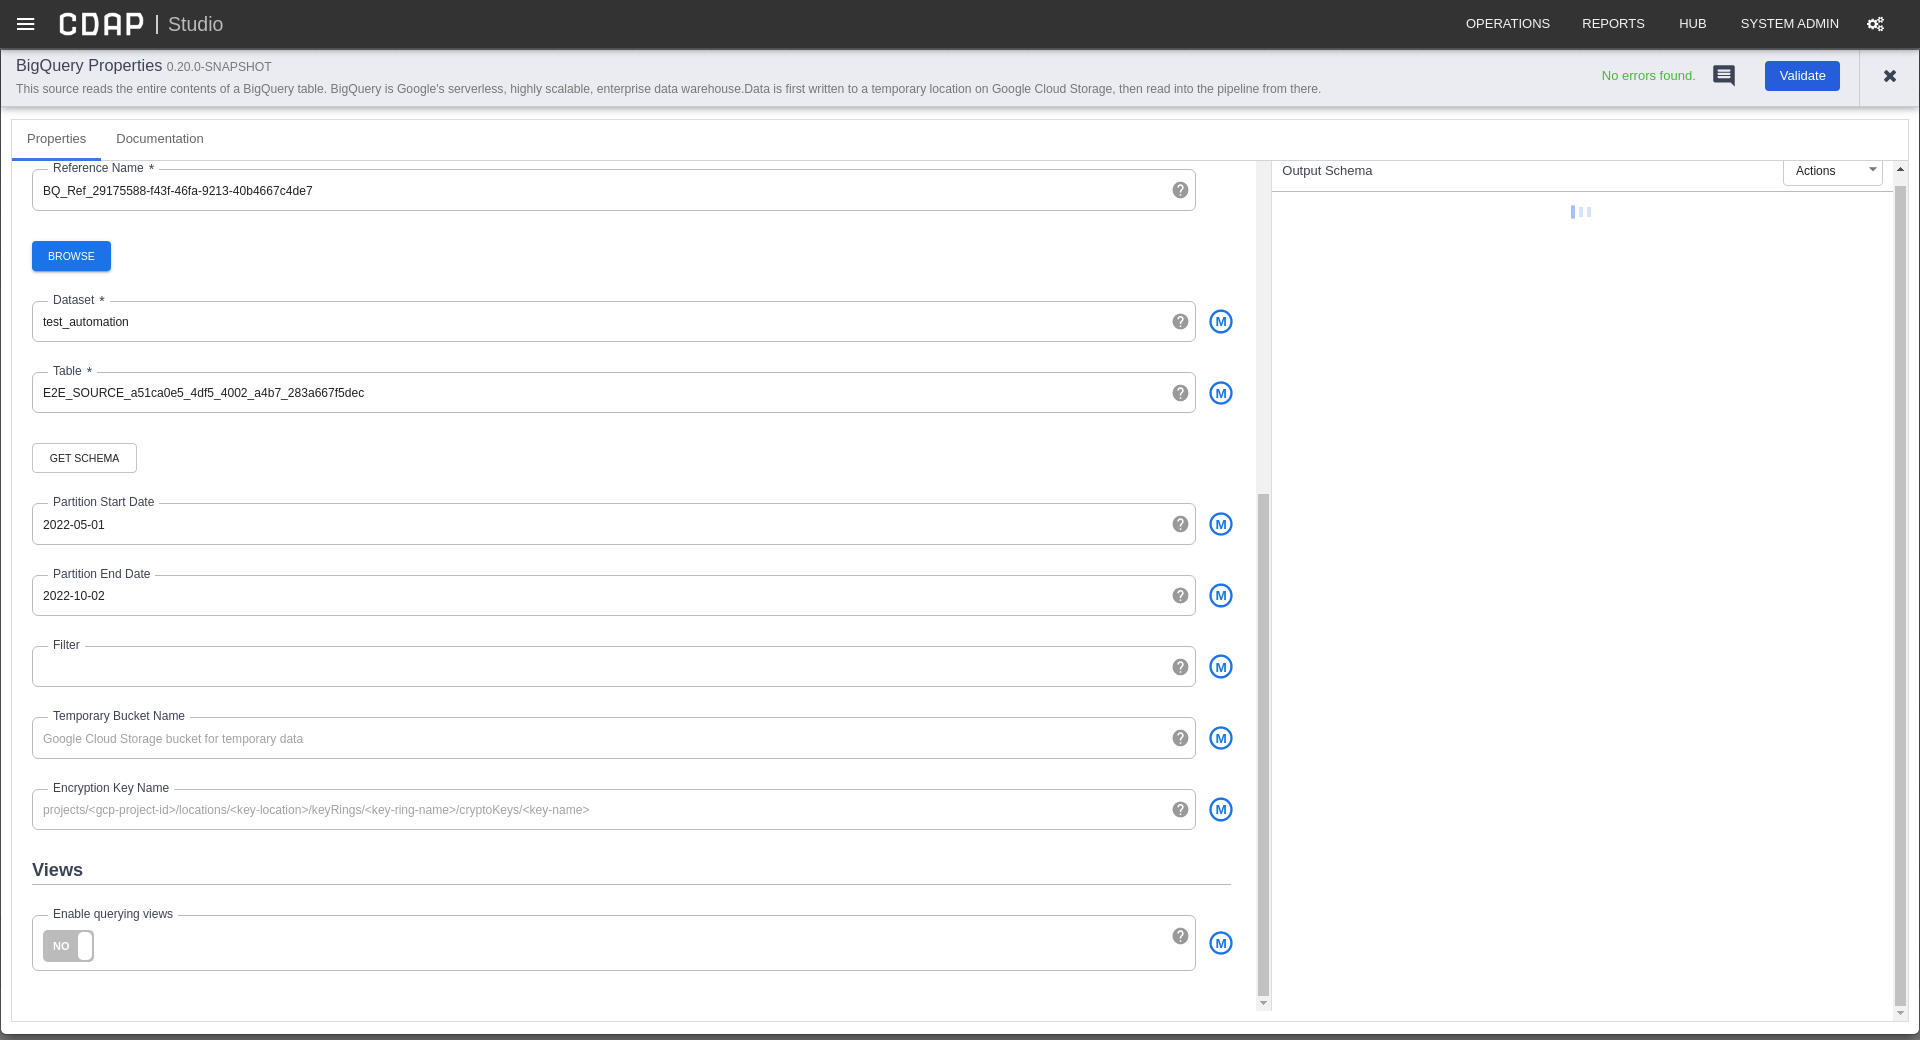 CDAP | Studio
OPERATIONS REPORTS HUB SYSTEM ADMIN
BigQuery Properties 0.20.0-SNAPSHOT
This source reads the entire contents of a BigQuery table. BigQuery is Google's serverless, highly scalable, enterprise data warehouse.Data is first written to a temporary location on Google Cloud Storage, then read into the pipeline from there.
No errors found.
Validate
Properties Documentation
Reference Name *
BQ_Ref_29175588-f43f-46fa-9213-40b4667c4de7
?
BROWSE
Dataset *
test_automation
? M
Table *
E2E_SOURCE_a51ca0e5_4df5_4002_a4b7_283a667f5dec
? M
GET SCHEMA
Partition Start Date
2022-05-01
? M
Partition End Date
2022-10-02
? M
Filter
? M
Temporary Bucket Name
Google Cloud Storage bucket for temporary data
? M
Encryption Key Name
projects/<gcp-project-id>/locations/<key-location>/keyRings/<key-ring-name>/cryptoKeys/<key-name>
? M
Views
Enable querying views
NO
? M
Output Schema
Actions